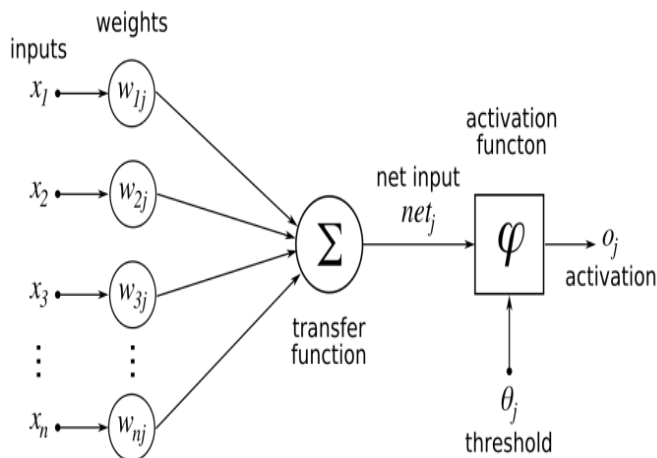 weights
inputs
x1
w1j
x2
w2j
x3
w3j
⋮ ⋮
xn
wnj
Σ
transfer
function
net input
netj
activation
functon
φ
oj
activation
θj
threshold